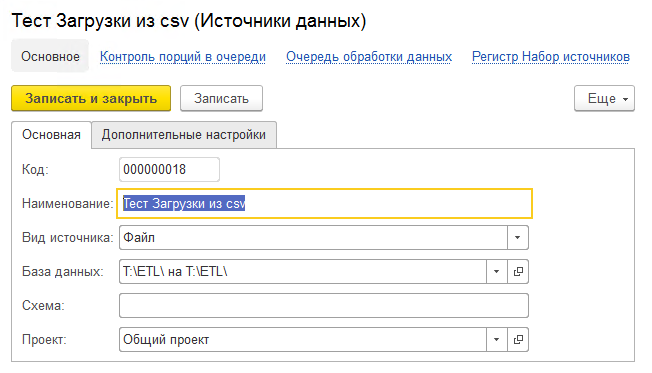 Тест Загрузки из csv (Источники данных)
Основное Контроль порций в очереди Очередь обработки данных Регистр Набор источников
Записать и закрыть Записать Еще
Основная Дополнительные настройки
Код: 000000018
Наименование: Тест Загрузки из csv
Вид источника: Файл
База данных: T:\ETL\ на T:\ETL\
Схема:
Проект: Общий проект